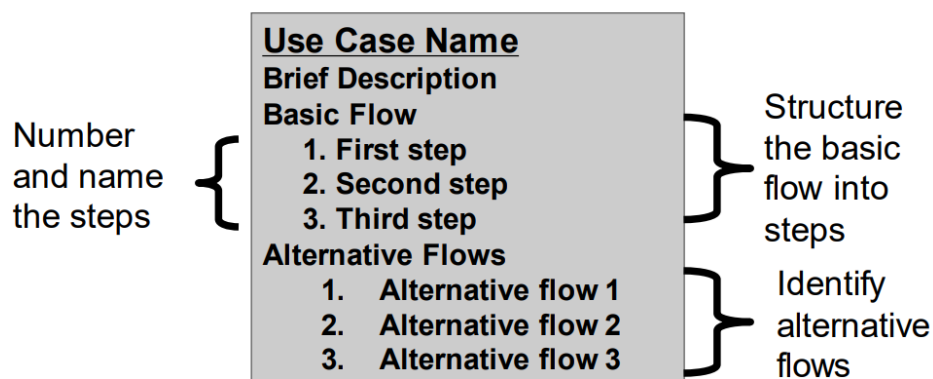 Use Case Name
Brief Description
Basic Flow
1. First step
2. Second step
3. Third step
Alternative Flows
1. Alternative flow 1
2. Alternative flow 2
3. Alternative flow 3
Number
and name
the steps
Structure
the basic
flow into
steps
Identify
alternative
flows